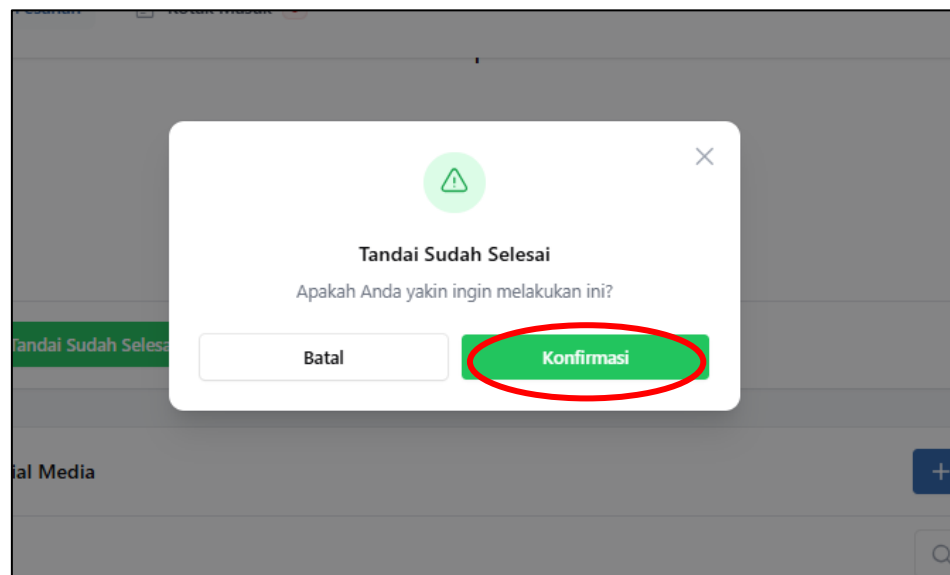 Tandai Sudah Selesai
Apakah Anda yakin ingin melakukan ini?
Tandai Sudah Selesa
Batal
Konfirmasi
ial Media